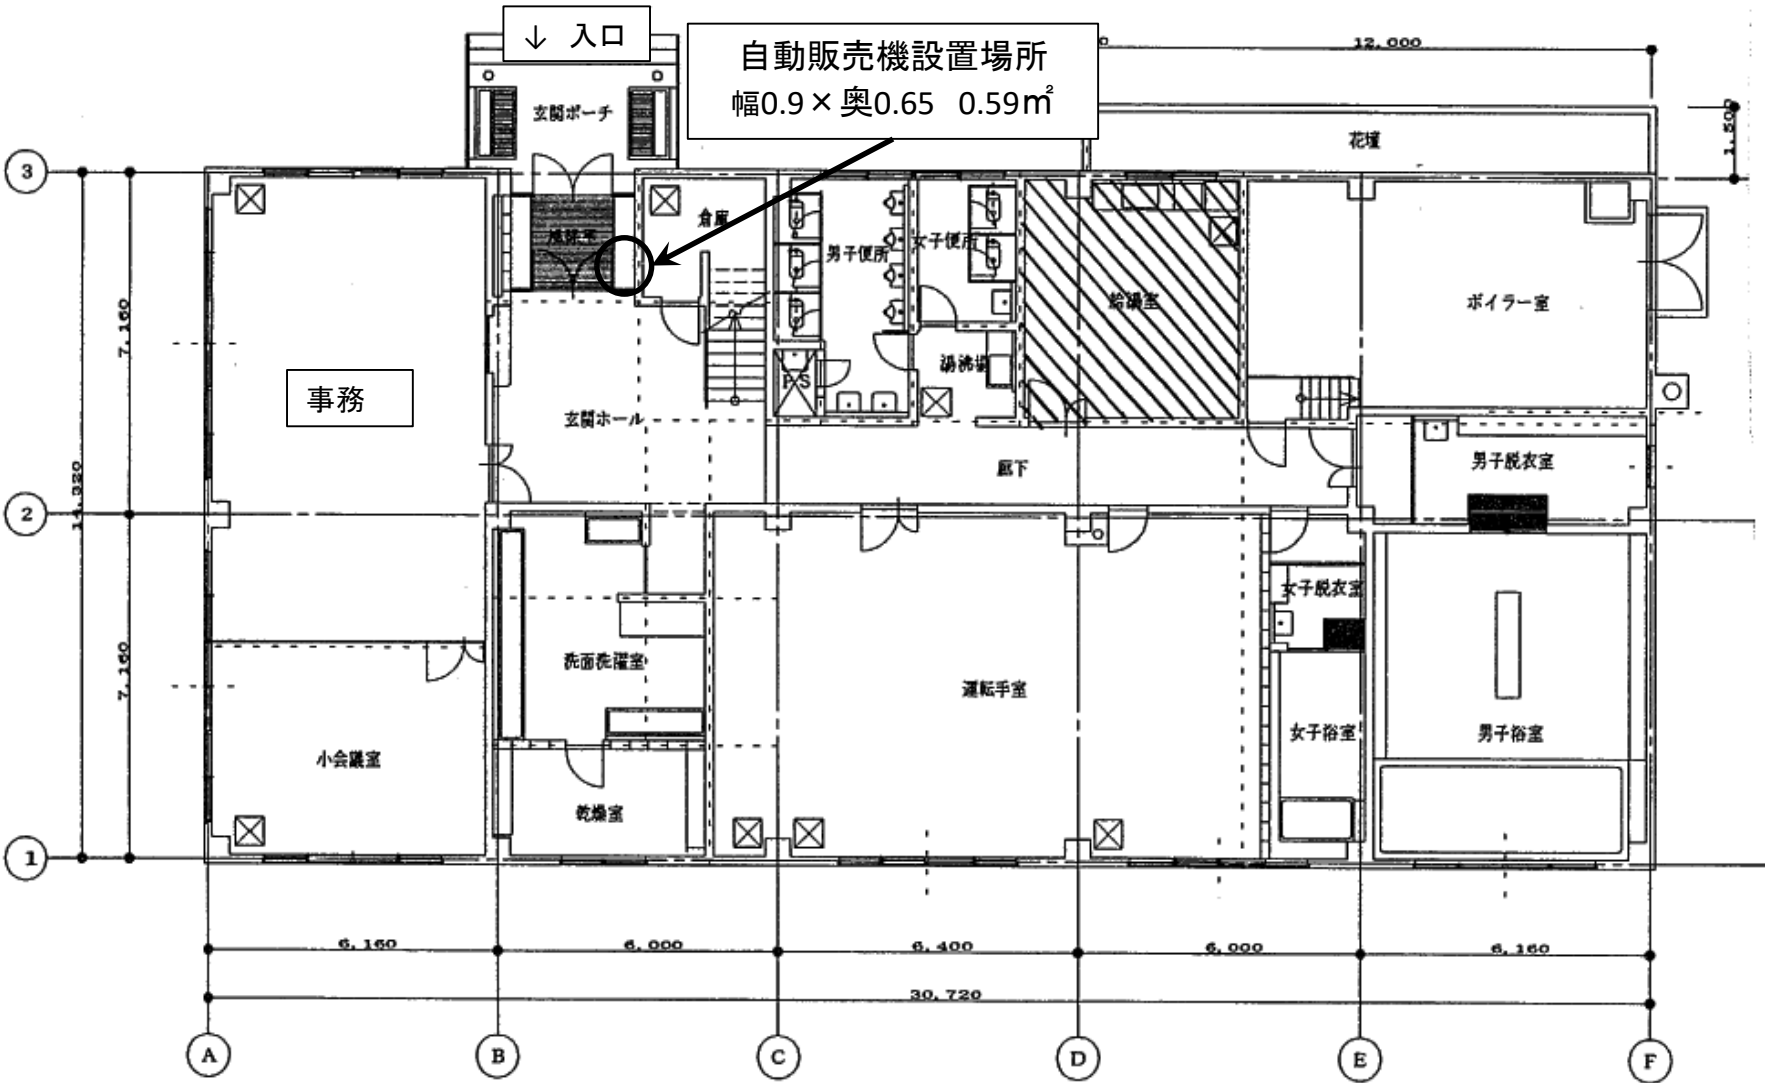 ↓ 入口
自動販売機設置場所
幅0.9×奥0.65 0.59㎡
12,000
玄関ポーチ
花壇
1,500
3
風除室
倉庫
男子便所
女子便所
給湯室
ボイラー室
7,160
湯沸場
PS
事務
玄関ホール
廊下
男子脱衣室
14,320
2
女子脱衣室
洗面洗濯室
7,160
運転手室
女子浴室
男子浴室
小会議室
乾燥室
1
6,160
6,000
6,400
6,000
6,160
30,720
A
B
C
D
E
F